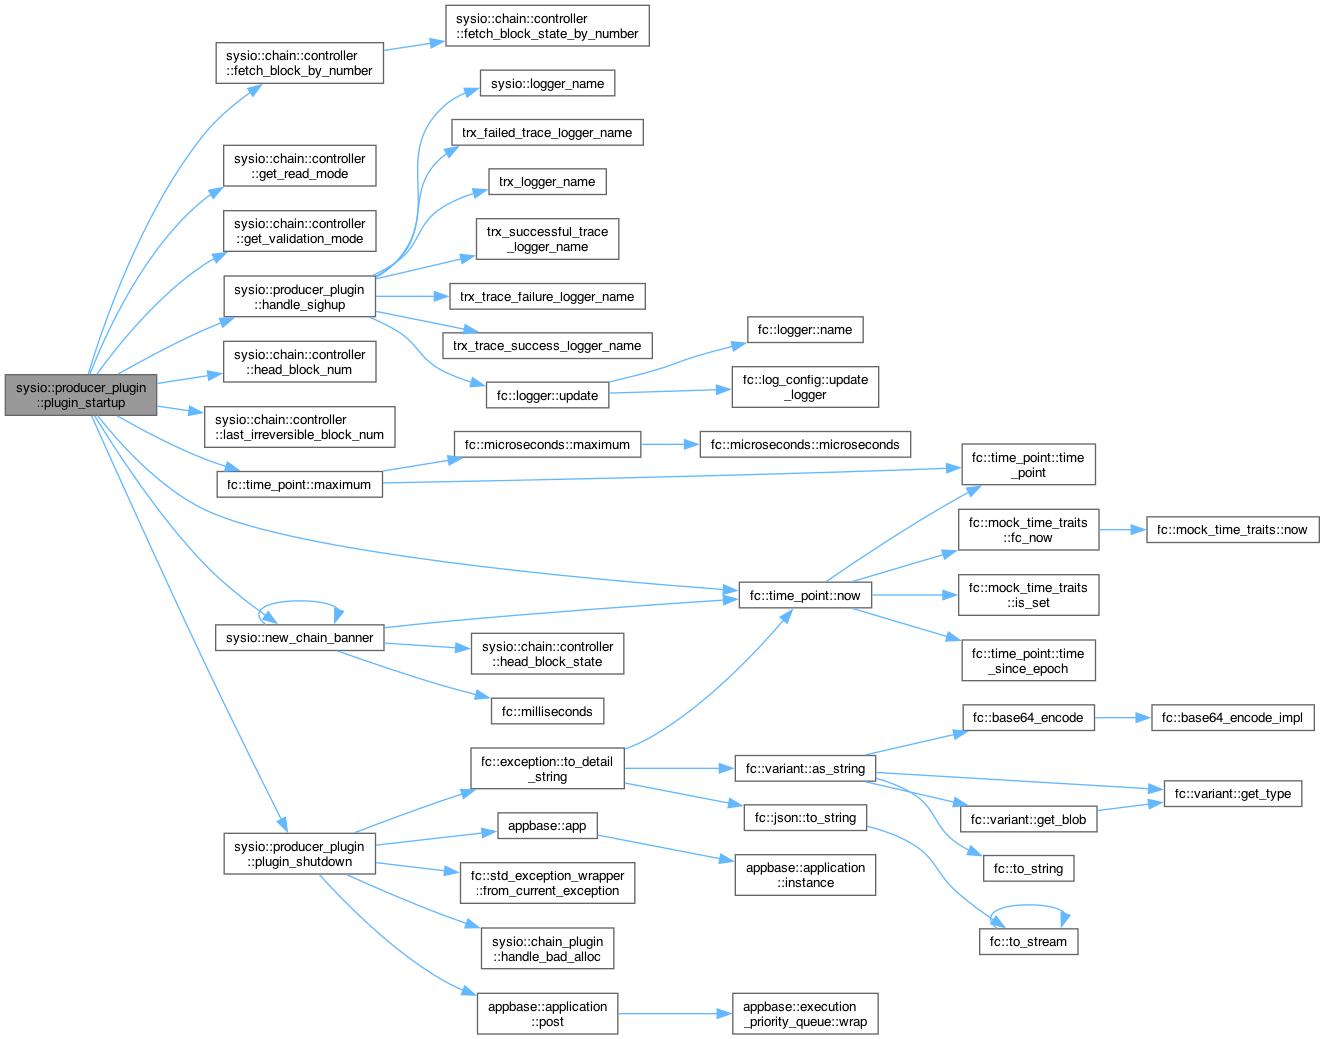 sysio::producer_plugin
::plugin_startup
sysio::chain::controller
::fetch_block_by_number
sysio::chain::controller
::fetch_block_state_by_number
sysio::chain::controller
::get_read_mode
sysio::chain::controller
::get_validation_mode
sysio::producer_plugin
::handle_sighup
sysio::logger_name
trx_failed_trace_logger_name
trx_logger_name
trx_successful_trace
_logger_name
trx_trace_failure_logger_name
trx_trace_success_logger_name
fc::logger::update
fc::logger::name
fc::log_config::update
_logger
sysio::chain::controller
::head_block_num
sysio::chain::controller
::last_irreversible_block_num
fc::time_point::maximum
fc::microseconds::maximum
fc::microseconds::microseconds
fc::time_point::time
_point
fc::time_point::now
fc::mock_time_traits
::fc_now
fc::mock_time_traits::now
fc::mock_time_traits
::is_set
fc::time_point::time
_since_epoch
sysio::new_chain_banner
sysio::chain::controller
::head_block_state
fc::milliseconds
sysio::producer_plugin
::plugin_shutdown
fc::exception::to_detail
_string
fc::variant::as_string
fc::base64_encode
fc::base64_encode_impl
fc::variant::get_type
fc::variant::get_blob
fc::to_string
fc::json::to_string
fc::to_stream
appbase::app
appbase::application
::instance
fc::std_exception_wrapper
::from_current_exception
sysio::chain_plugin
::handle_bad_alloc
appbase::application
::post
appbase::execution
_priority_queue::wrap